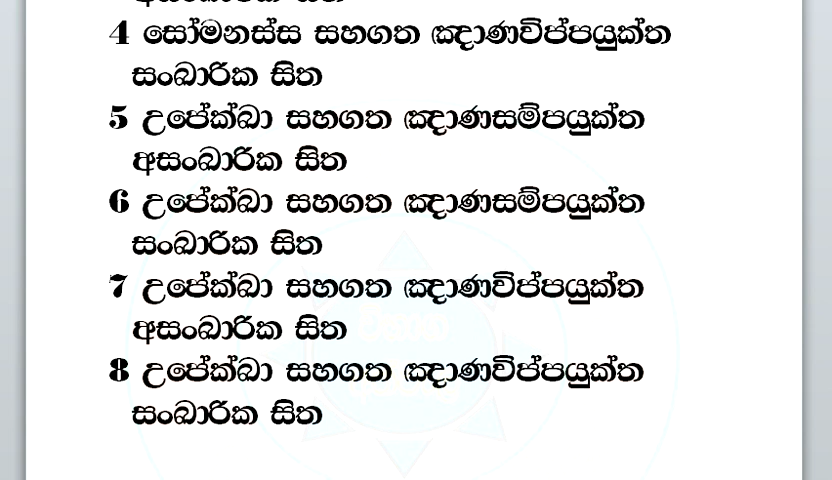 අසංඛාරික සිත
4 සෝමනස්ස සහගත ඤාණවිප්පයුක්ත
සංඛාරික සිත
5 උපේක්ඛා සහගත ඤාණසම්පයුක්ත
අසංඛාරික සිත
6 උපේක්ඛා සහගත ඤාණසම්පයුක්ත
සංඛාරික සිත
7 උපේක්ඛා සහගත ඤාණවිප්පයුක්ත
අසංඛාරික සිත
8 උපේක්ඛා සහගත ඤාණවිප්පයුක්ත
සංඛාරික සිත